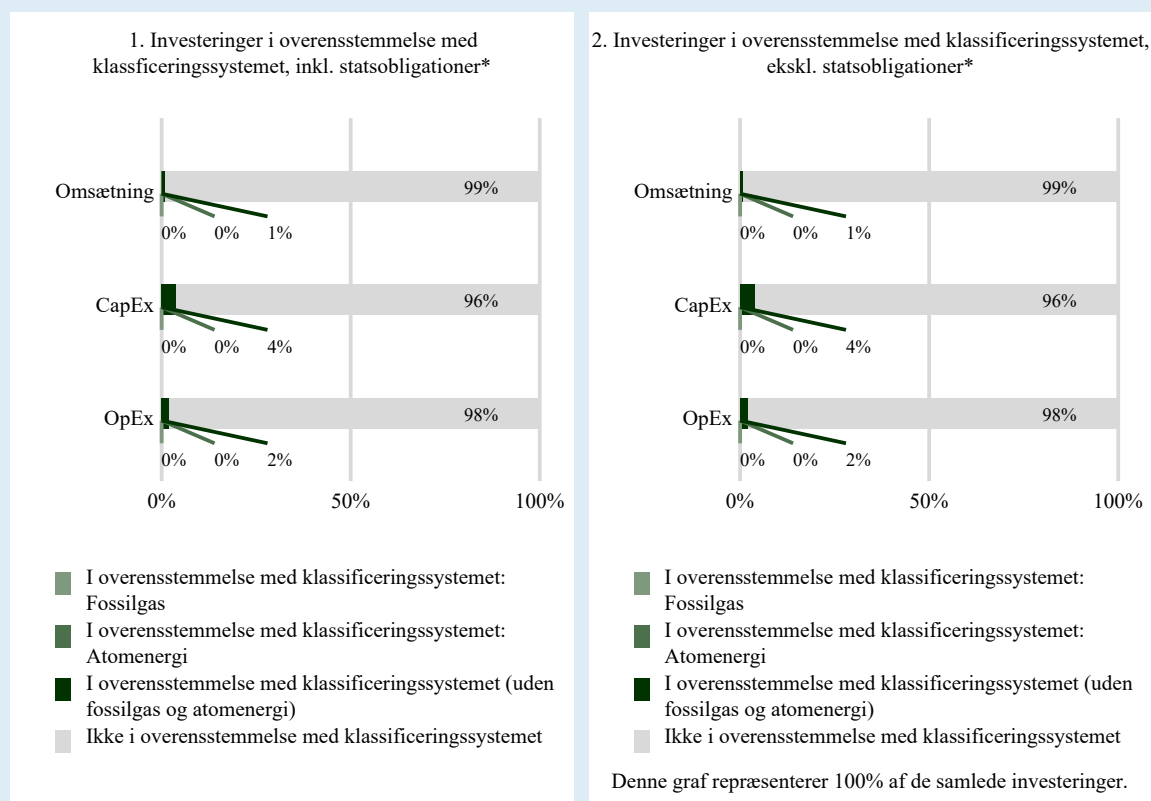 1. Investeringer i overensstemmelse med
klassficeringssystemet, inkl. statsobligationer*
Omsætning
99%
0% 0% 1%
CapEx
96%
0% 0% 4%
OpEx
98%
0% 0% 2%
0% 50% 100%
I overensstemmelse med klassificeringssystemet:
Fossilgas
I overensstemmelse med klassificeringssystemet:
Atomenergi
I overensstemmelse med klassificeringssystemet (uden
fossilgas og atomenergi)
Ikke i overensstemmelse med klassificeringssystemet
2. Investeringer i overensstemmelse med klassificeringssystemet,
ekskl. statsobligationer*
Omsætning
99%
0% 0% 1%
CapEx
96%
0% 0% 4%
OpEx
98%
0% 0% 2%
0% 50% 100%
I overensstemmelse med klassificeringssystemet:
Fossilgas
I overensstemmelse med klassificeringssystemet:
Atomenergi
I overensstemmelse med klassificeringssystemet (uden
fossilgas og atomenergi)
Ikke i overensstemmelse med klassificeringssystemet
Denne graf repræsenterer 100% af de samlede investeringer.